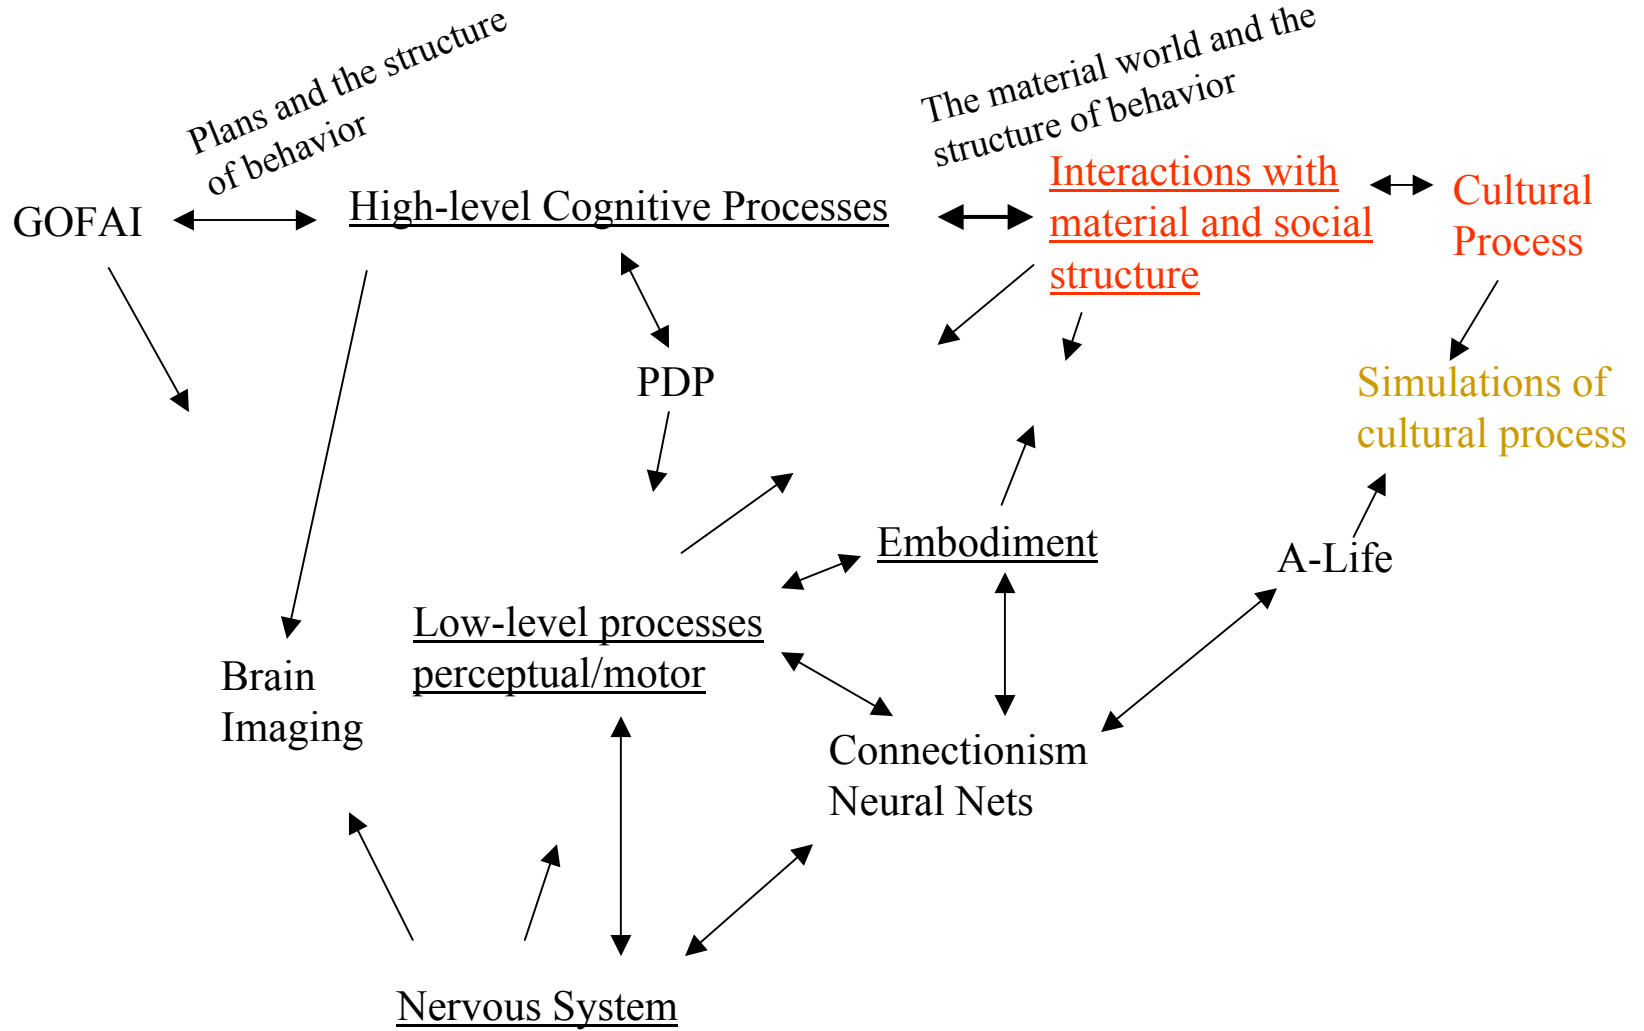 Plans and the structure
of behavior
The material world and the
structure of behavior
GOFAI
High-level Cognitive Processes
Interactions with
material and social
structure
Cultural
Process
PDP
Simulations of
cultural process
Embodiment
A-Life
Low-level processes
perceptual/motor
Brain
Imaging
Connectionism
Neural Nets
Nervous System